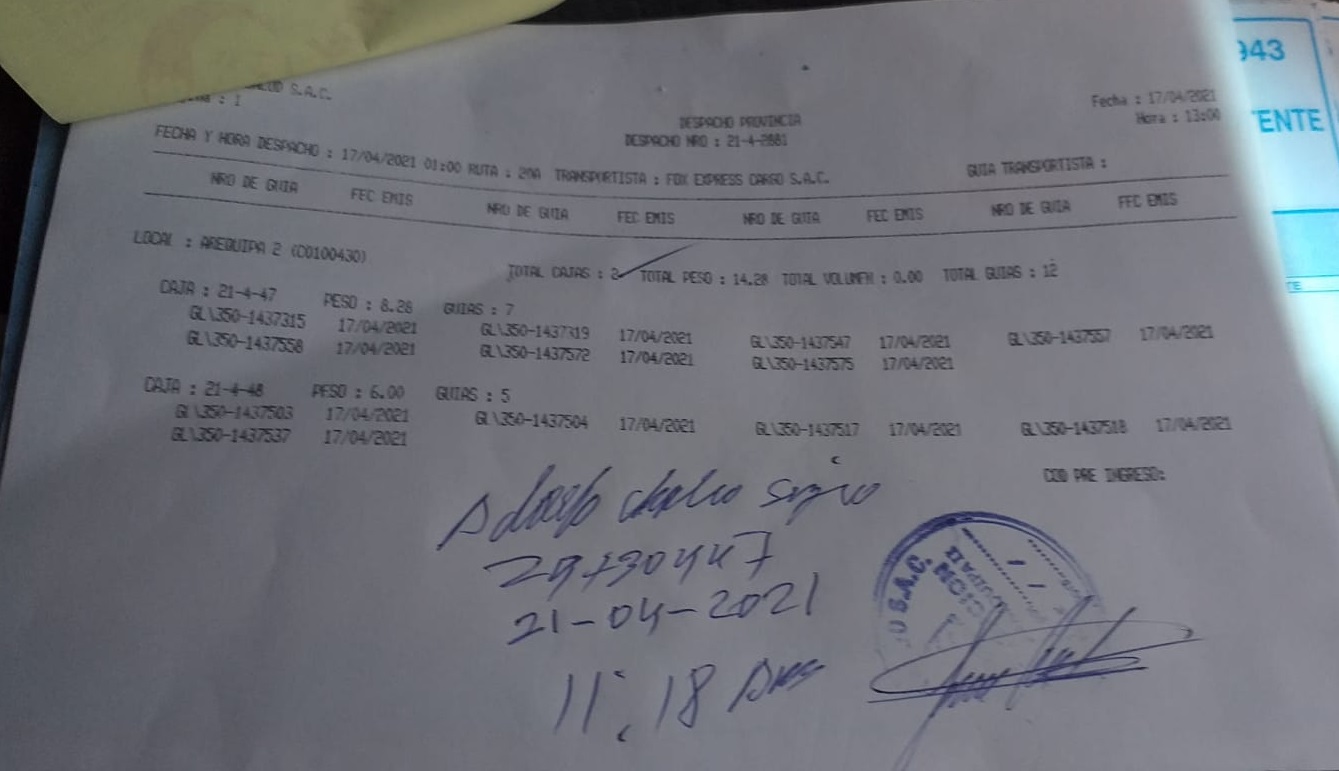 SALUD S.A.C.
: 1
Fecha : 17/04/2021
Hora : 13:00
DESPACHO PROVINCIA
DESPACHO NRO : 21-4-2881
FECHA Y HORA DESPACHO : 17/04/2021 01:00 RUTA : TRANSPORTISTA : FOX EXPRESS CARGO S.A.C. GUIA TRANSPORTISTA :
NRO DE GUIA FEC EMIS NRO DE GUIA FEC EMIS NRO DE GUIA FEC EMIS NRO DE GUIA FEC EMIS
LOCAL : AREQUIPA 2 (C0100430) TOTAL CAJAS : 2 TOTAL PESO : 14.28 TOTAL VOLUMEN : 0.00 TOTAL GUIAS : 12
CAJA : 21-4-47 PESO : 8.28 GUIAS : 7
GL\350-1437315 17/04/2021 GL\350-1437319 17/04/2021 GL\350-1437547 17/04/2021 GL\350-1437557 17/04/2021
GL\350-1437558 17/04/2021 GL\350-1437572 17/04/2021 GL\350-1437575 17/04/2021
CAJA : 21-4-48 PESO : 6.00 GUIAS : 5
GL\350-1437503 17/04/2021 GL\350-1437504 17/04/2021 GL\350-1437517 17/04/2021 GL\350-1437518 17/04/2021
GL\350-1437537 17/04/2021
COD PRE INGRESO:
29730447
21-04-2021
11:18
S.A.C.
943
TENTE